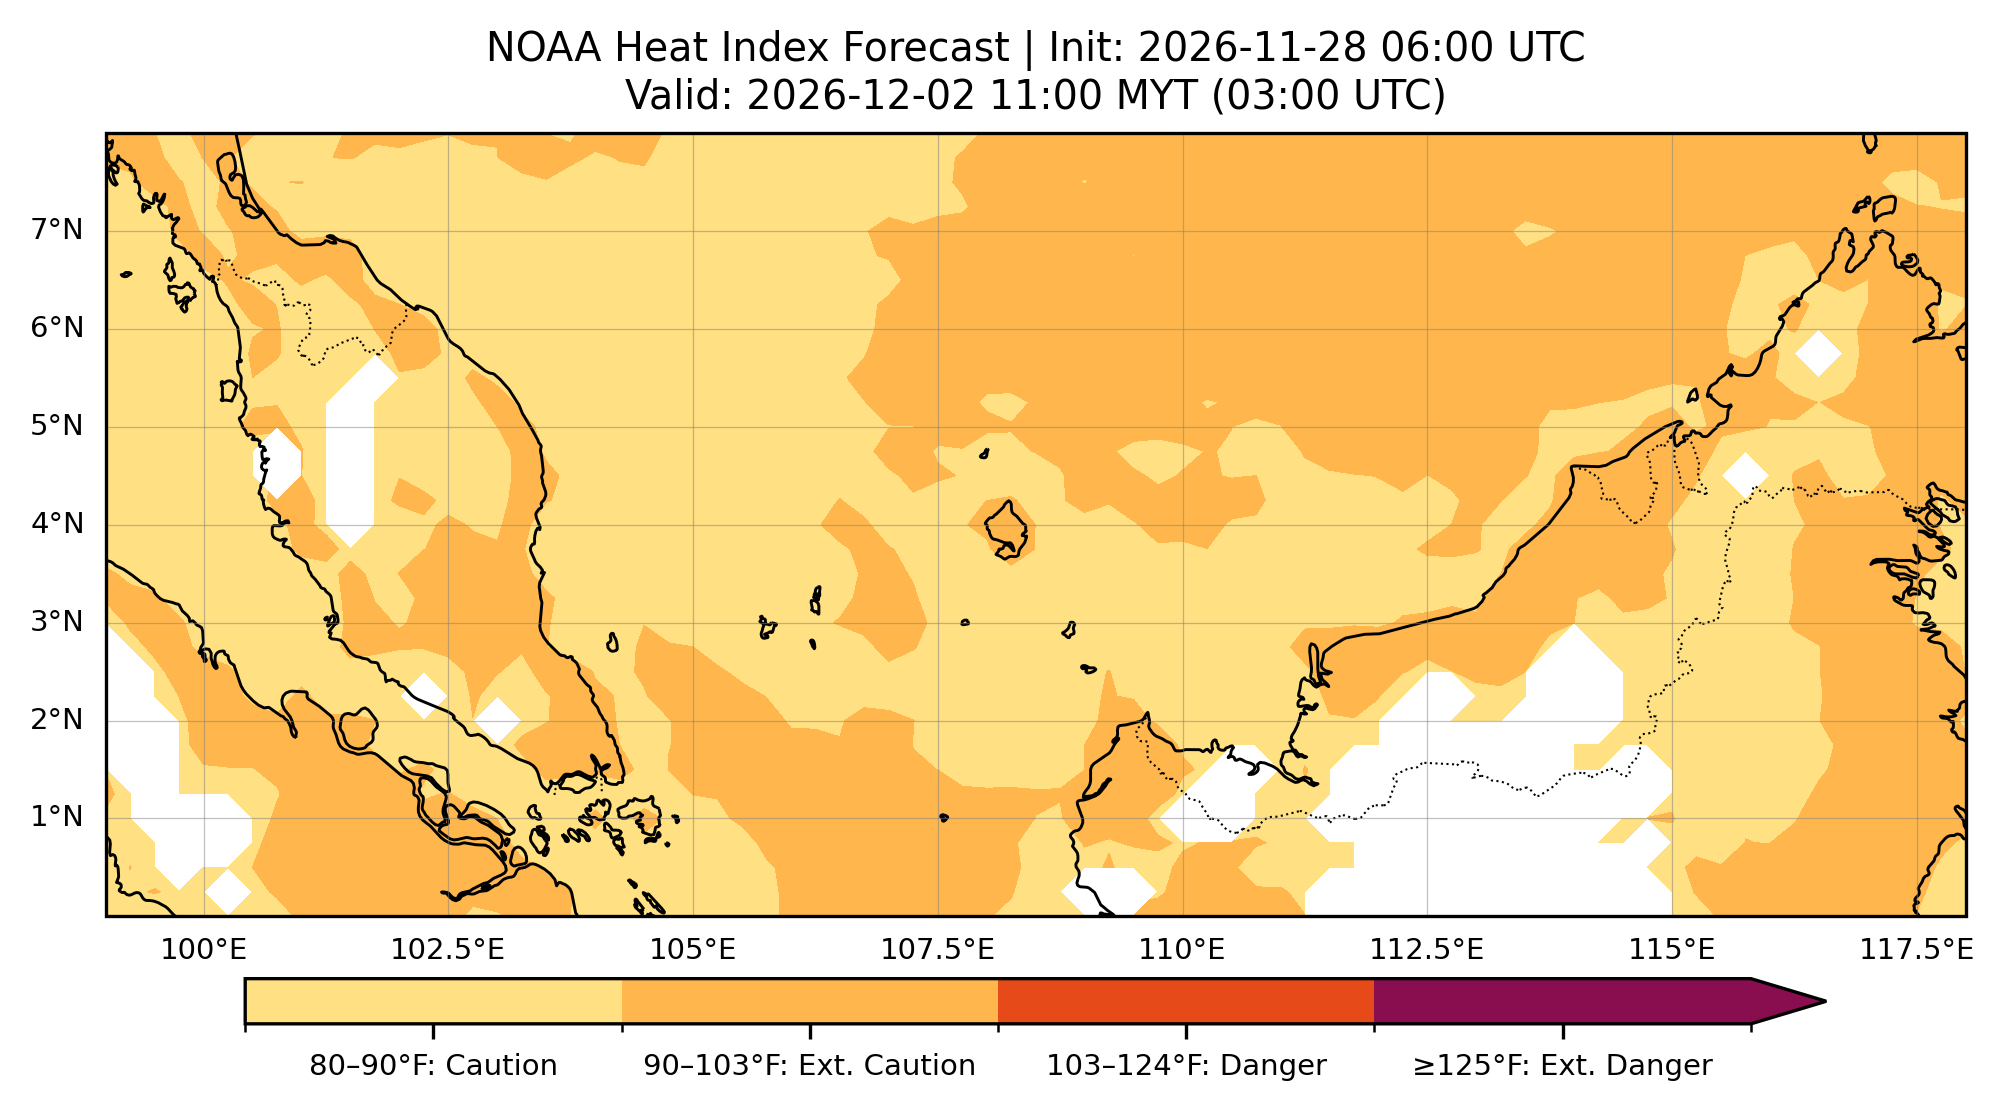 NOAA Heat Index Forecast | Init: 2026-11-28 06:00 UTC
Valid: 2026-12-02 11:00 MYT (03:00 UTC)
7°N
6°N
5°N
4°N
3°N
2°N
1°N
100°E 102.5°E 105°E 107.5°E 110°E 112.5°E 115°E 117.5°E
80–90°F: Caution 90–103°F: Ext. Caution 103–124°F: Danger ≥125°F: Ext. Danger